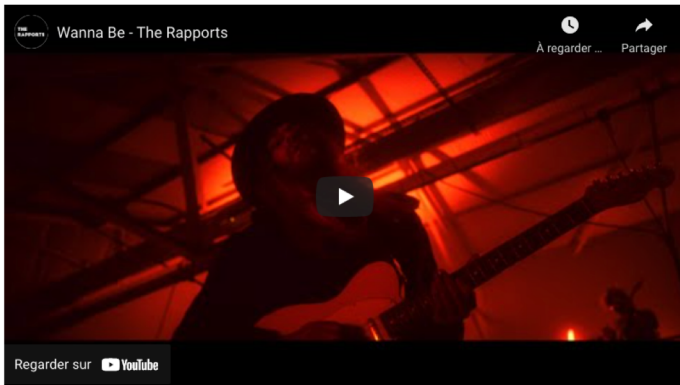 THE
RAPPORTS
Wanna Be - The Rapports
À regarder ...
Partager
Regarder sur YouTube